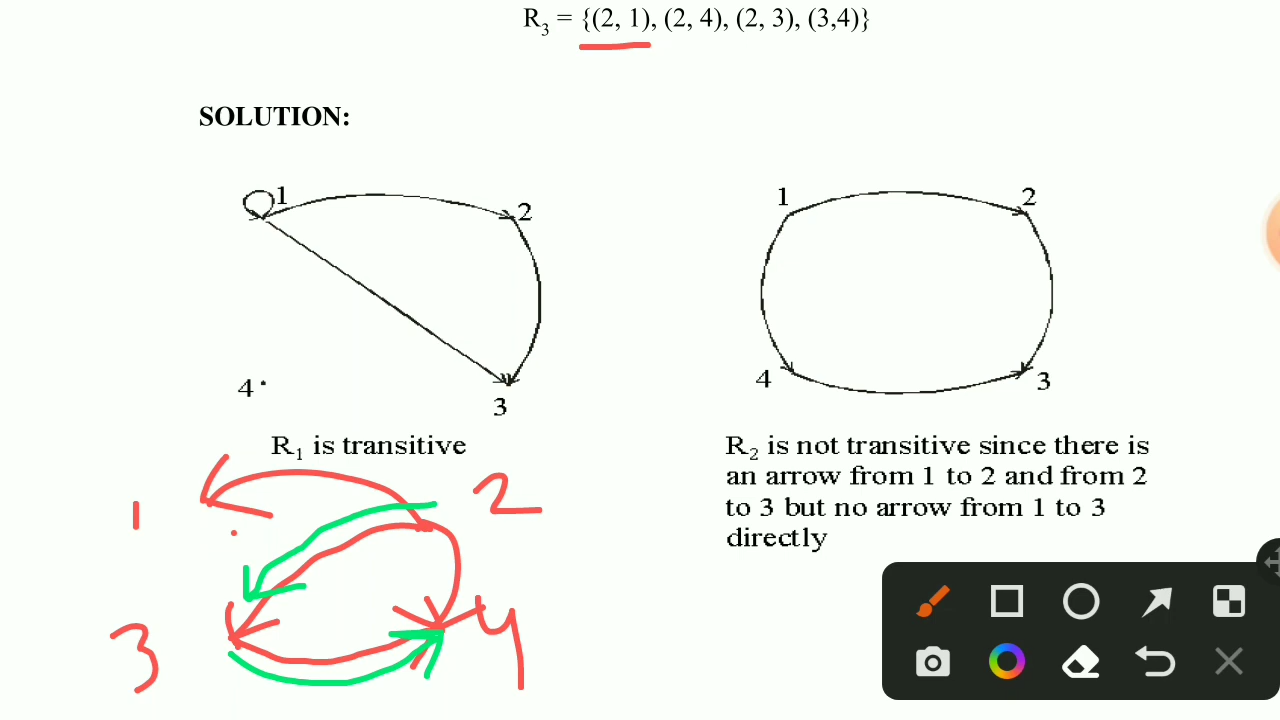 R3 = {(2, 1), (2, 4), (2, 3), (3,4)}
SOLUTION:
1
2
4
3
1
2
4
3
R1 is transitive
R2 is not transitive since there is
an arrow from 1 to 2 and from 2
to 3 but no arrow from 1 to 3
directly
1
2
3
4